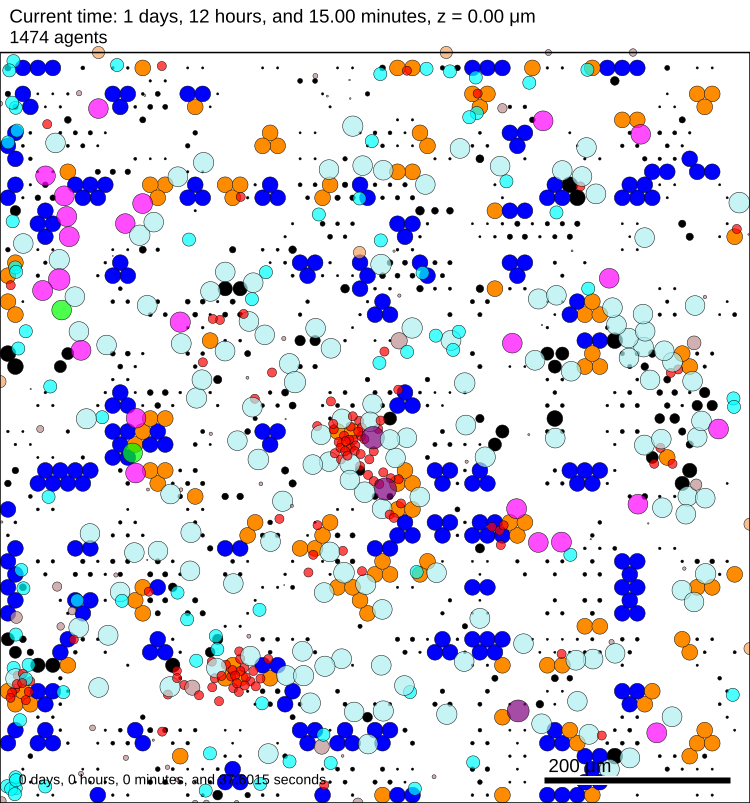 Current time: 1 days, 12 hours, and 15.00 minutes, z = 0.00 μm
1474 agents
200 μm
0 days, 0 hours, 0 minutes, and seconds